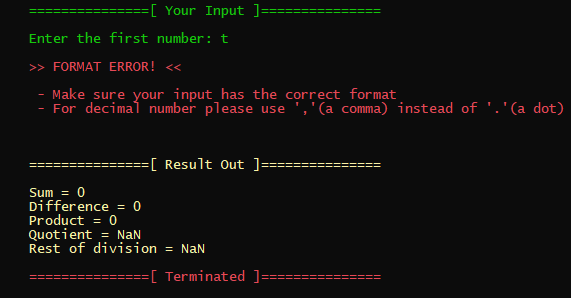 ===============[ Your Input ]===============
Enter the first number: t
>> FORMAT ERROR! <<
- Make sure your input has the correct format
- For decimal number please use ','(a comma) instead of '.'(a dot)
===============[ Result Out ]===============
Sum = 0
Difference = 0
Product = 0
Quotient = NaN
Rest of division = NaN
===============[ Terminated ]===============